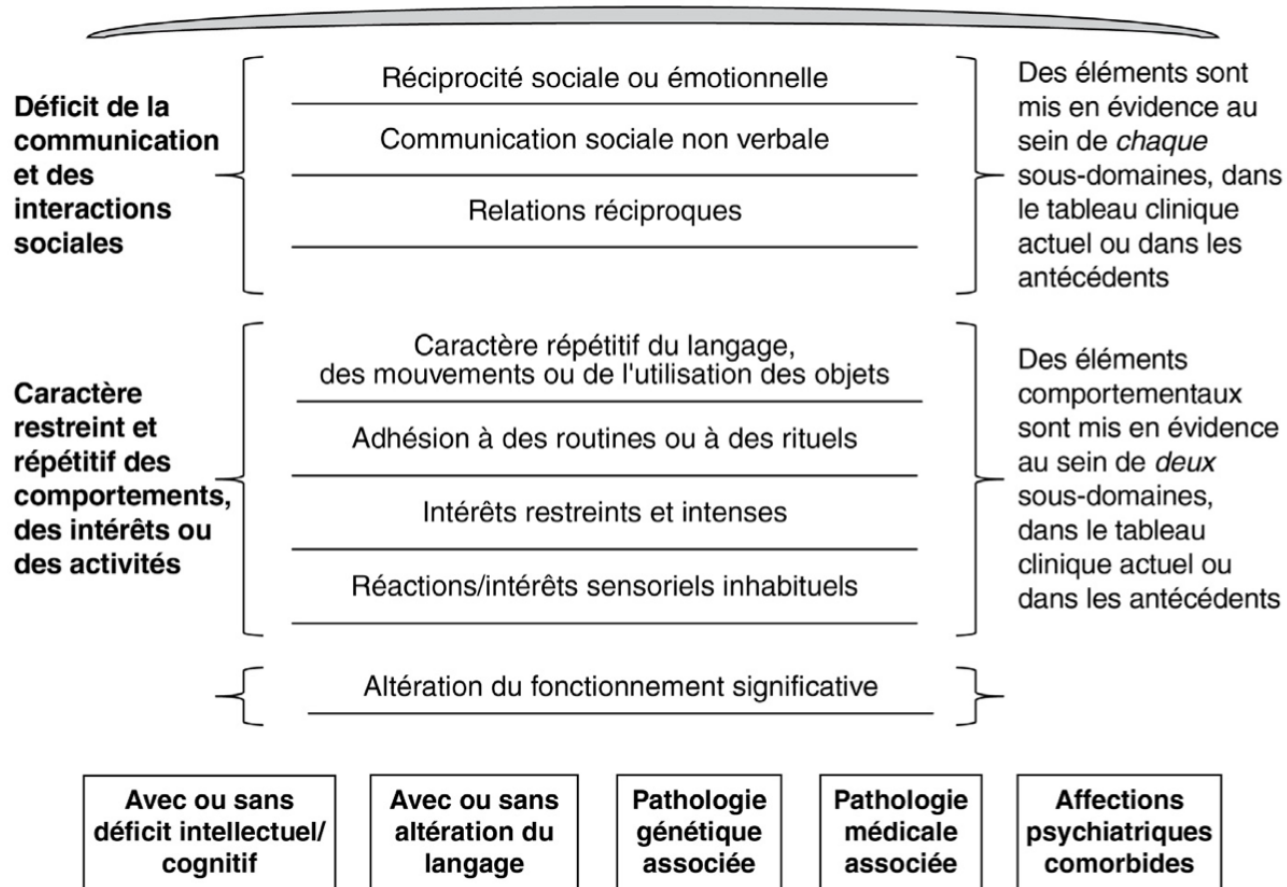 Déficit de la
communication
et des
interactions
sociales
Réciprocité sociale ou émotionnelle
Communication sociale non verbale
Relations réciproques
Des éléments sont
mis en évidence au
sein de chaque
sous-domaines, dans
le tableau clinique
actuel ou dans les
antécédents
Caractère
restreint et
répétitif des
comportements,
des intérêts ou
des activités
Caractère répétitif du langage,
des mouvements ou de l'utilisation des objets
Adhésion à des routines ou à des rituels
Intérêts restreints et intenses
Réactions/intérêts sensoriels inhabituels
Des éléments
comportementaux
sont mis en évidence
au sein de deux
sous-domaines,
dans le tableau
clinique actuel ou
dans les antécédents
Altération du fonctionnement significative
Avec ou sans
déficit intellectuel/
cognitif
Avec ou sans
altération du
langage
Pathologie
génétique
associée
Pathologie
médicale
associée
Affections
psychiatriques
comorbides